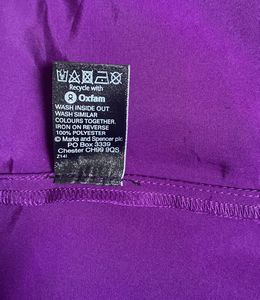 Recycle with
Oxfam
WASH INSIDE OUT
WASH SIMILAR
COLOURS TOGETHER.
IRON ON REVERSE
100% POLYESTER
© Marks and Spencer plc
PO Box 3339
Chester CH99 9QS
Z14I